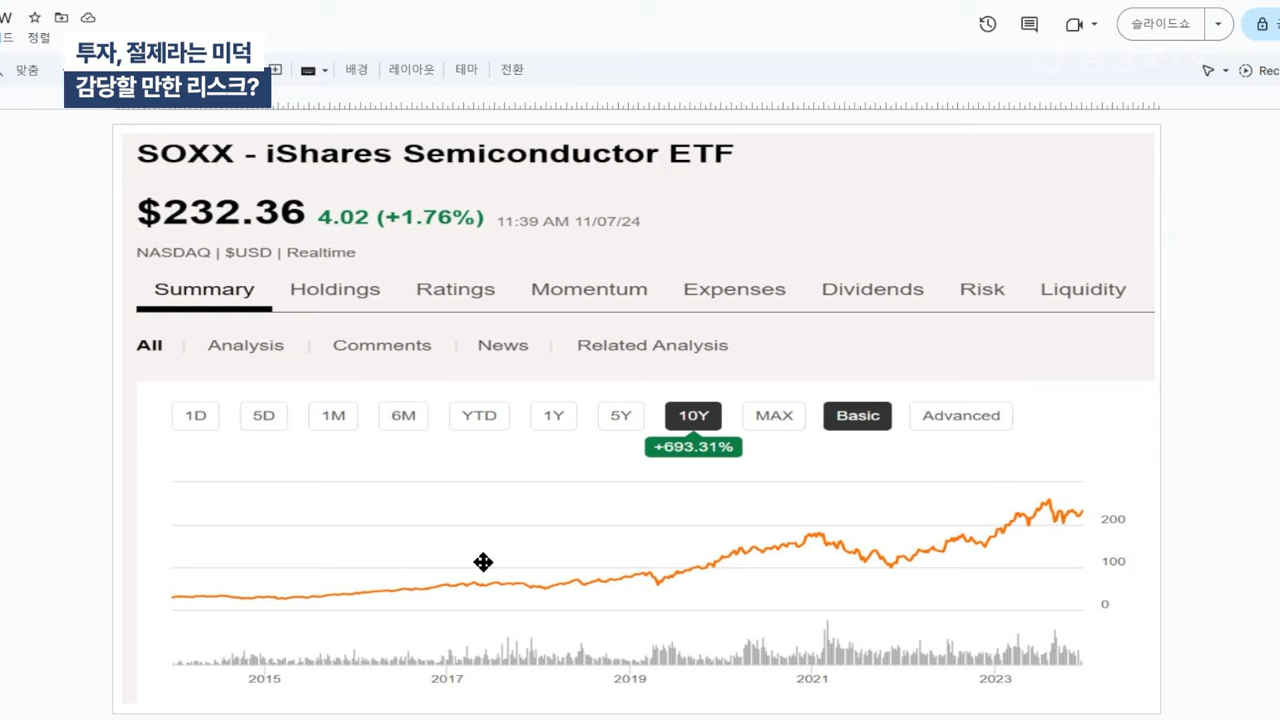 W
드
정렬
슬라이드쇼
투자, 절제라는 미덕
감당할 만한 리스크?
맞춤
배경
레이아웃
테마
전환
Rec
SOXX - iShares Semiconductor ETF
$232.36 4.02 (+1.76%) 11:39 AM 11/07/24
NASDAQ | $USD | Realtime
Summary Holdings Ratings Momentum Expenses Dividends Risk Liquidity
All | Analysis | Comments | News | Related Analysis
1D 5D 1M 6M YTD 1Y 5Y 10Y MAX Basic Advanced
+693.31%
200
100
0
2015 2017 2019 2021 2023